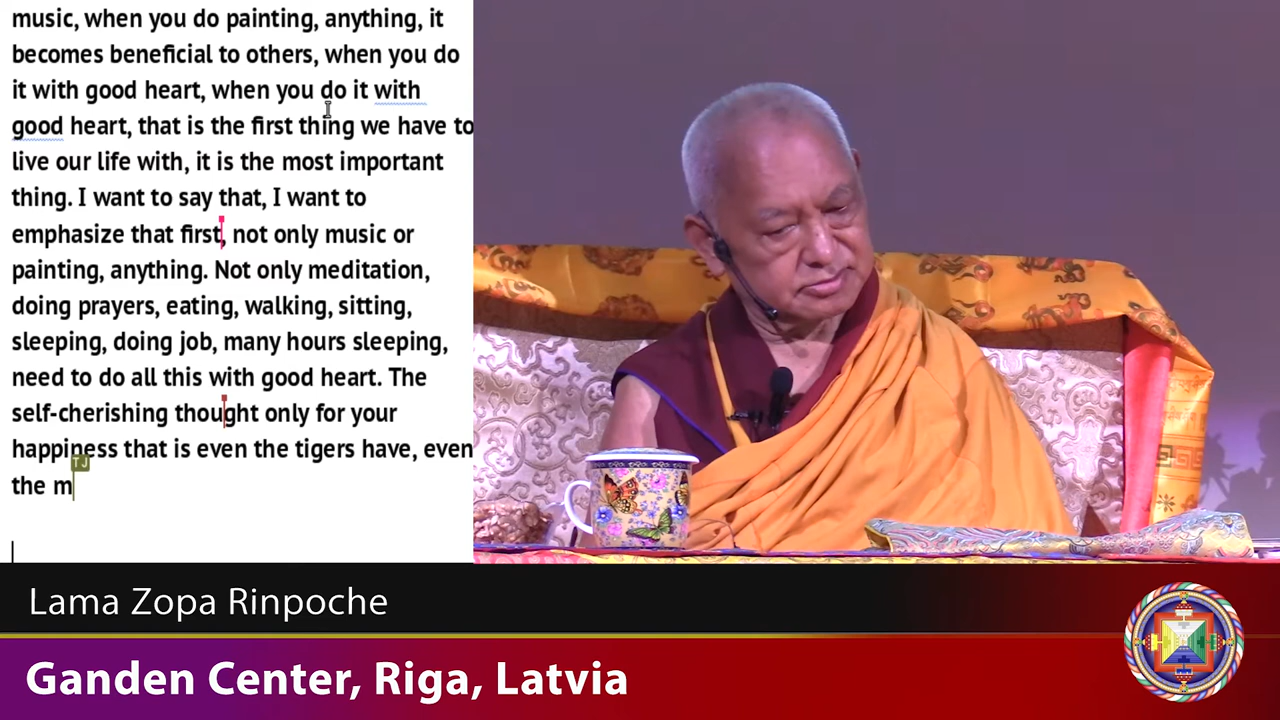 music, when you do painting, anything, it
becomes beneficial to others, when you do
it with good heart, when you do it with
good heart, that is the first thing we have to
live our life with, it is the most important
thing. I want to say that, I want to
emphasize that first, not only music or
painting, anything. Not only meditation,
doing prayers, eating, walking, sitting,
sleeping, doing job, many hours sleeping,
need to do all this with good heart. The
self-cherishing thought only for your
happiness that is even the tigers have, even
TJ
the m
Lama Zopa Rinpoche
Ganden Center, Riga, Latvia